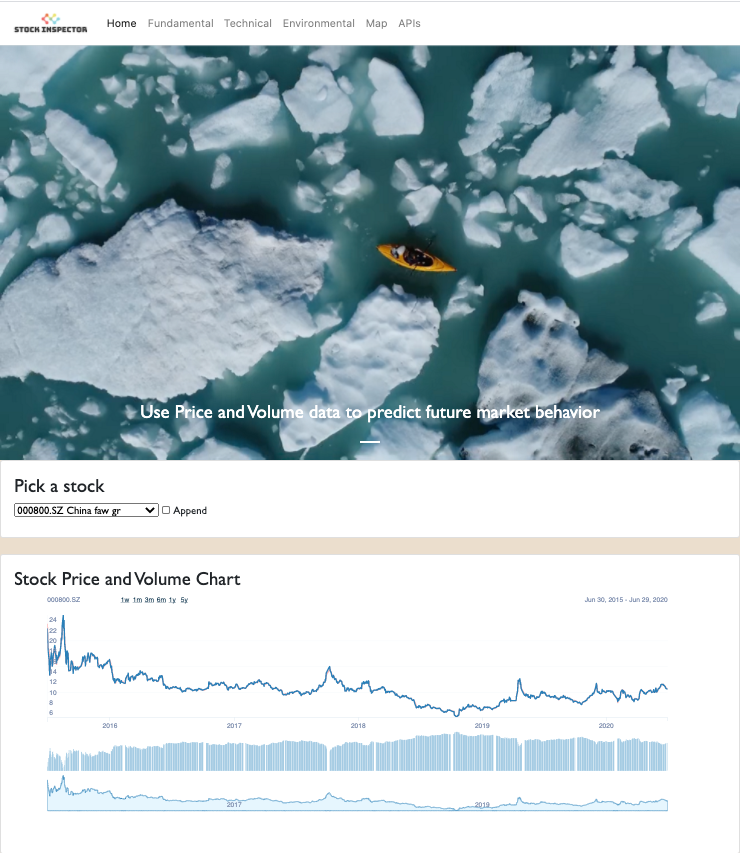 STOCK INSPECTOR
Home Fundamental Technical Environmental Map APIs
Use Price and Volume data to predict future market behavior
Pick a stock
000800.SZ China faw gr Append
Stock Price and Volume Chart
000800.SZ 1w 1m 3m 6m 1y 5y Jun 30, 2015 - Jun 29, 2020
24
22
20
14
12
10
8
6
2016 2017 2018 2019 2020
2017 2019